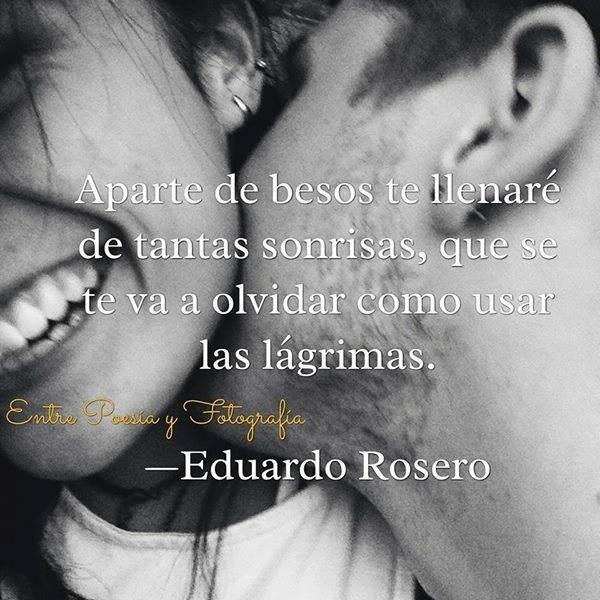 Aparte de besos te llenaré
de tantas sonrisas, que se
te va a olvidar como usar
las lágrimas.
Entre Poesía y Fotografía
—Eduardo Rosero